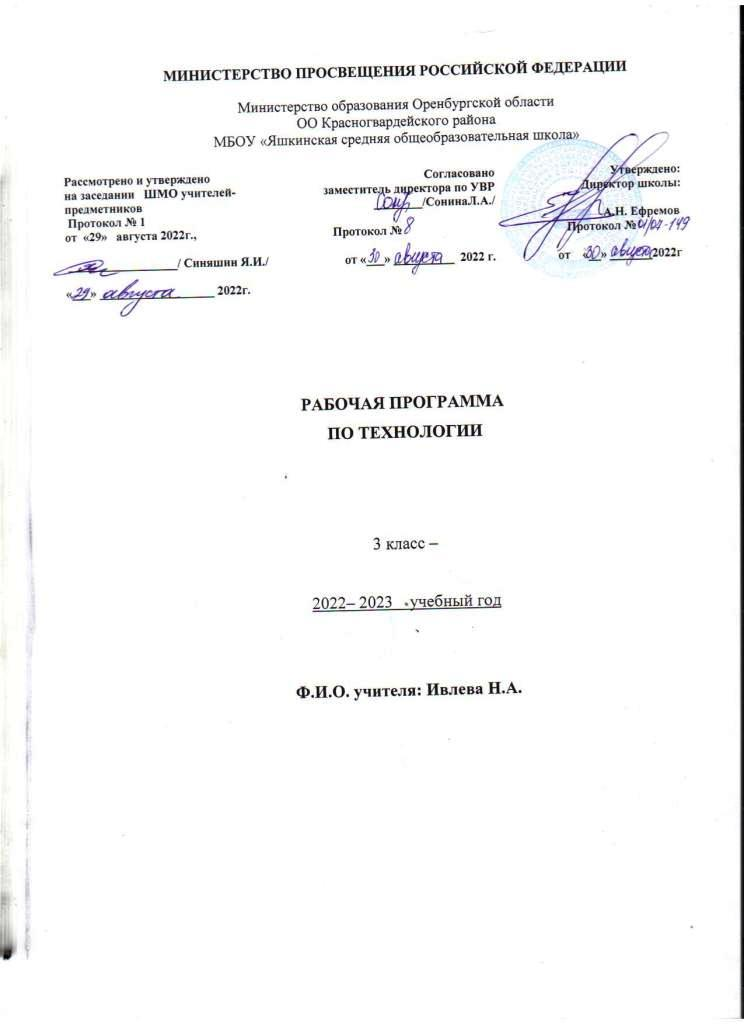 МИНИСТЕРСТВО ПРОСВЕЩЕНИЯ РОССИЙСКОЙ ФЕДЕРАЦИИ
Министерство образования Оренбургской области
ОО Красногвардейского района
МБОУ «Яшкинская средняя общеобразовательная школа»
Рассмотрено и утверждено
на заседании ШМО учителей-
предметников
Протокол № 1
от «29» августа 2022г.,
/ Синяшин Я.И./
«29» августа 2022г.
Согласовано
заместитель директора по УВР
/СонинаЛ.А./
Протокол № 8
от «30» августа 2022 г.
Утверждено:
Директор школы:
А.Н. Ефремов
Протокол №01/07-149
от «30» августа 2022г
РАБОЧАЯ ПРОГРАММА
ПО ТЕХНОЛОГИИ
3 класс –
2022– 2023 учебный год
Ф.И.О. учителя: Ивлева Н.А.